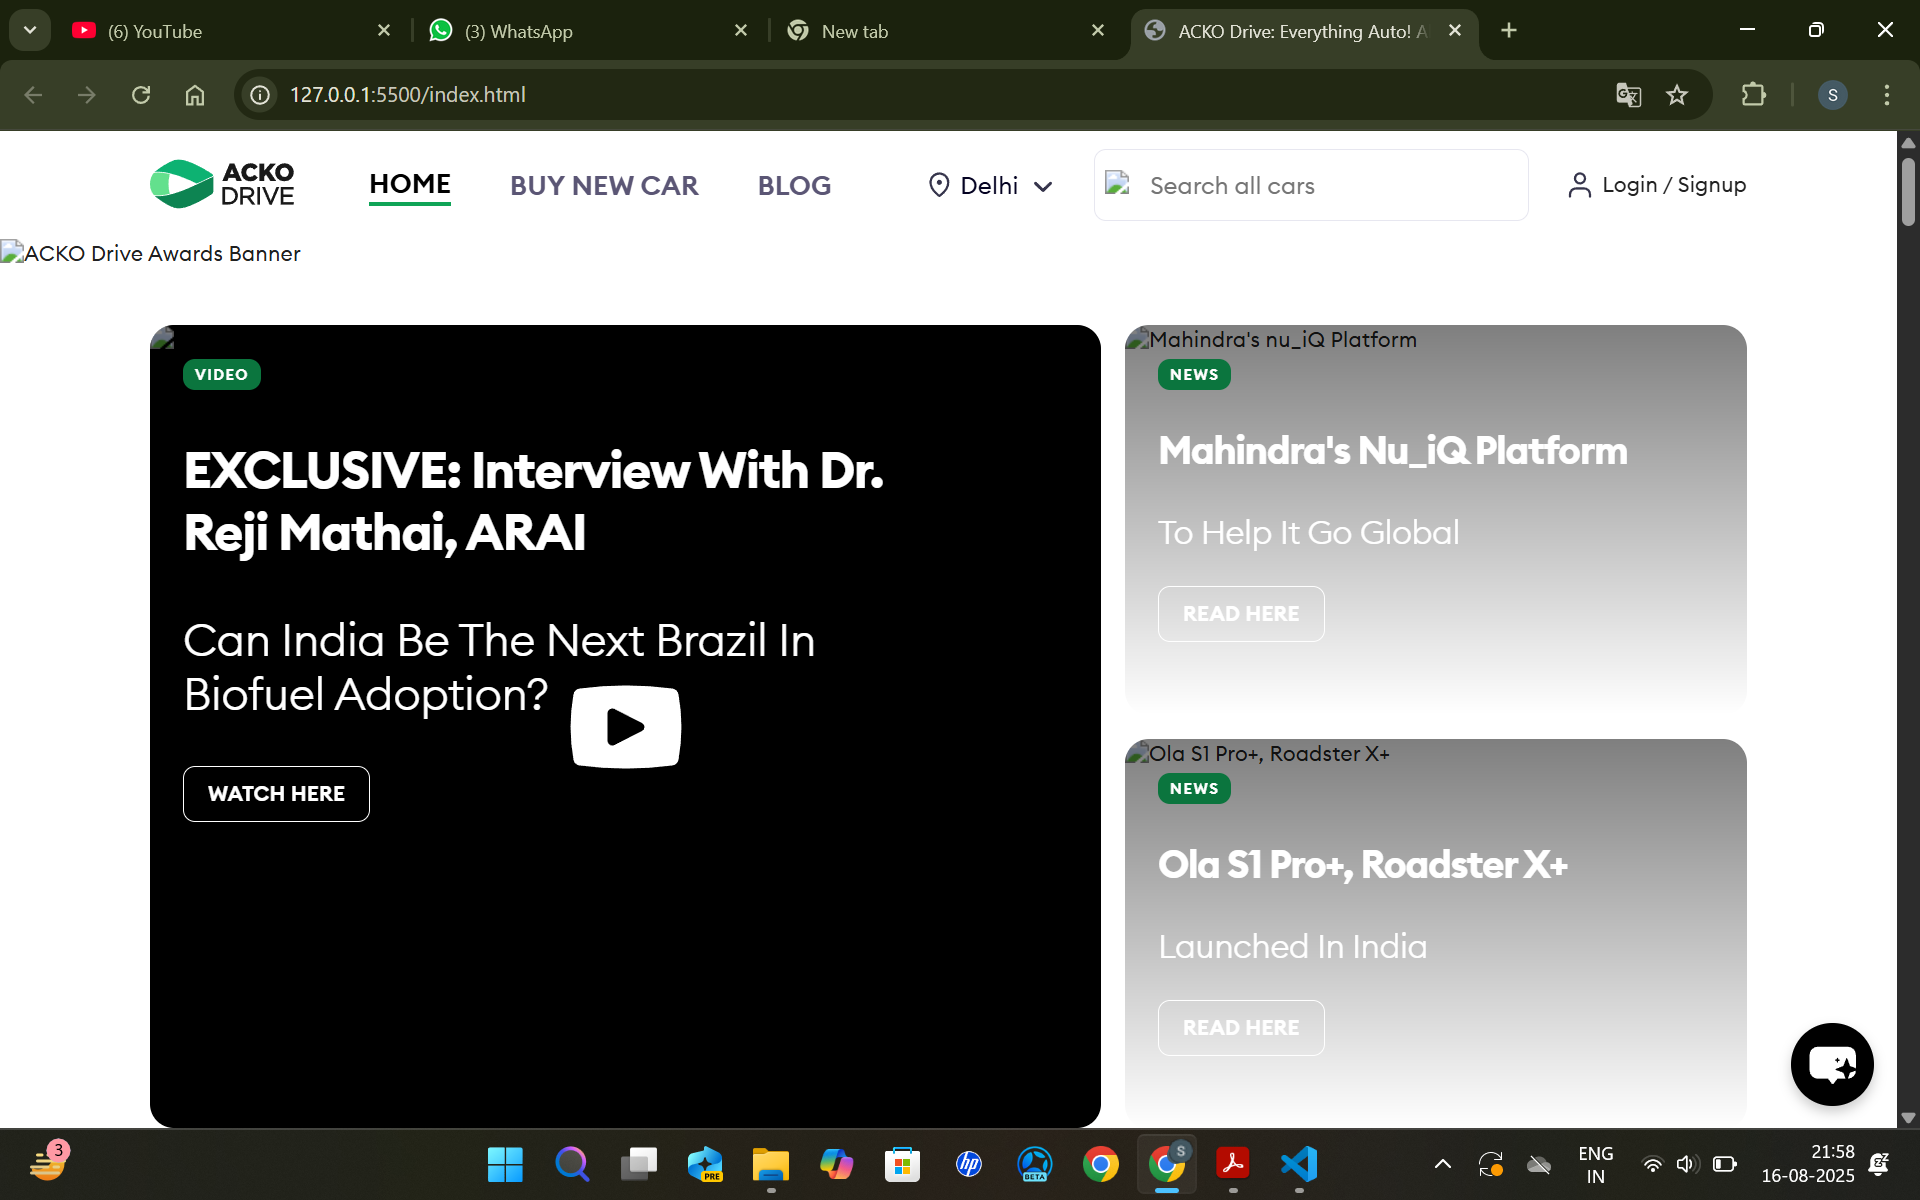 (6) YouTube
(3) WhatsApp
New tab
ACKO Drive: Everything Auto! A
127.0.0.1:5500/index.html
S
ACKO
DRIVE
HOME
BUY NEW CAR
BLOG
Delhi
Search all cars
Login / Signup
ACKO Drive Awards Banner
VIDEO
EXCLUSIVE: Interview With Dr.
Reji Mathai, ARAI
Can India Be The Next Brazil In
Biofuel Adoption?
WATCH HERE
Mahindra's nu_iQ Platform
NEWS
Mahindra's Nu_iQ Platform
To Help It Go Global
READ HERE
Ola S1 Pro+, Roadster X+
NEWS
Ola S1 Pro+, Roadster X+
Launched In India
READ HERE
3
PRE
hp
BETA
S
ENG
IN
21:58
16-08-2025